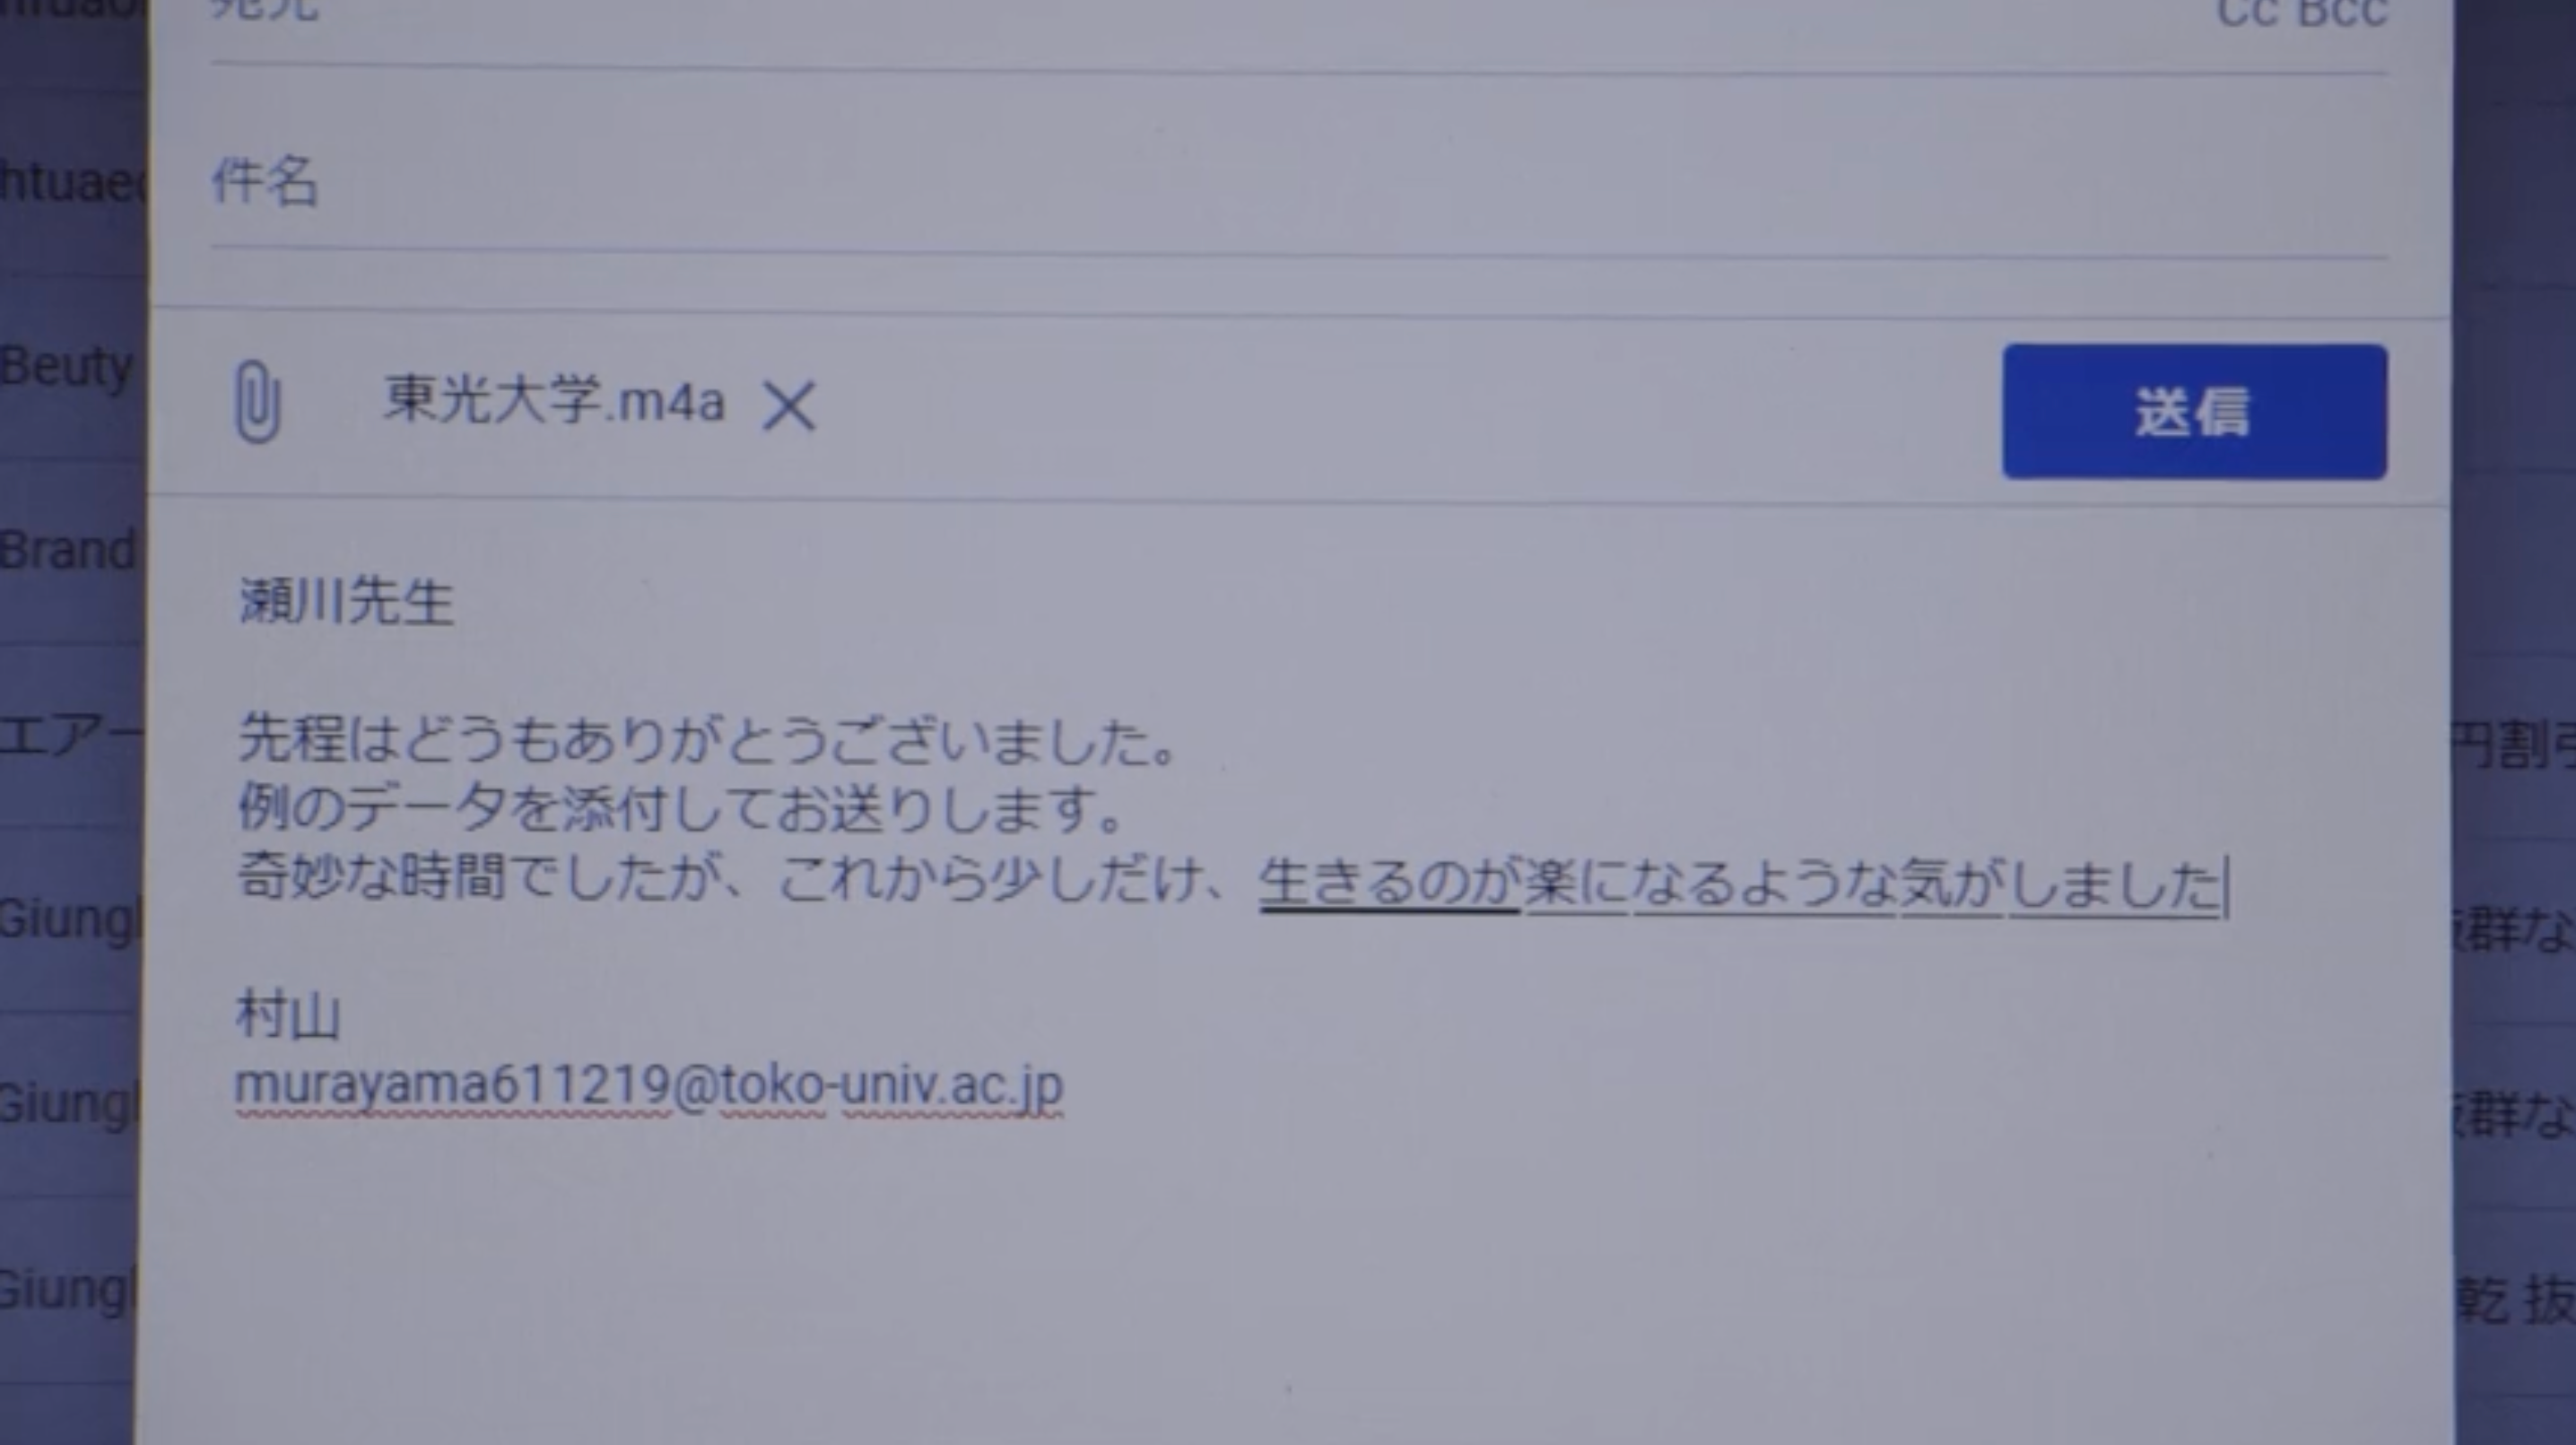 宛先
Cc Bcc
件名
東光大学.m4a
送信
瀬川先生
先程はどうもありがとうございました。
例のデータを添付してお送りします。
奇妙な時間でしたが、これから少しだけ、生きるのが楽になるような気がしました
村山
murayama611219@toko-univ.ac.jp
htuaec
Beuty
Brand
エアー
Giungl
Giungl
Giungl
円割引
抜群な
抜群な
乾 抜